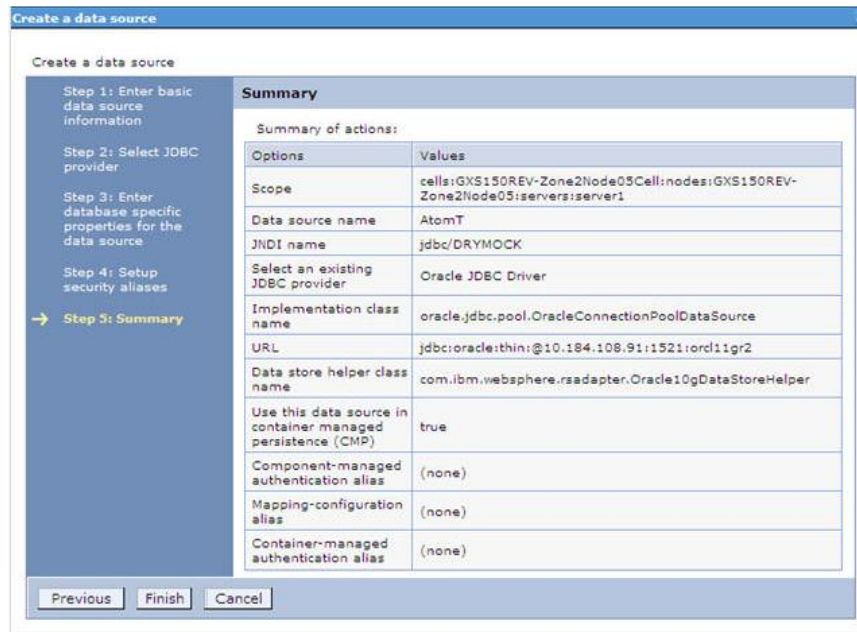 Create a data source
Create a data source
Step 1: Enter basic
data source
information
Step 2: Select JDBC
provider
Step 3: Enter
database specific
properties for the
data source
Step 4: Setup
security aliases
Step 5: Summary
Summary
Summary of actions:
Options Values
Scope cells:GXS150REV-Zone2Node05Cell:nodes:GXS150REV-
Zone2Node05:servers:server1
Data source name AtomT
JNDI name jdbc/DRYMOCK
Select an existing
JDBC provider Oracle JDBC Driver
Implementation class
name oracle.jdbc.pool.OracleConnectionPoolDataSource
URL jdbc:oracle:thin:@10.184.108.91:1521:orcl11gr2
Data store helper class
name com.ibm.websphere.rsadapter.Oracle10gDataStoreHelper
Use this data source in
container managed
persistence (CMP) true
Component-managed
authentication alias (none)
Mapping-configuration
alias (none)
Container-managed
authentication alias (none)
Previous Finish Cancel